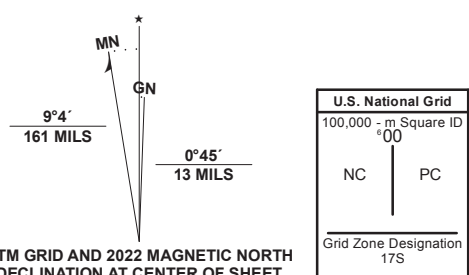 ★
MN
GN
9°4´
161 MILS
0°45´
13 MILS
TM GRID AND 2022 MAGNETIC NORTH
DECLINATION AT CENTER OF SHEET
U.S. National Grid
100,000 - m Square ID
⁶00
NC PC
Grid Zone Designation
17S